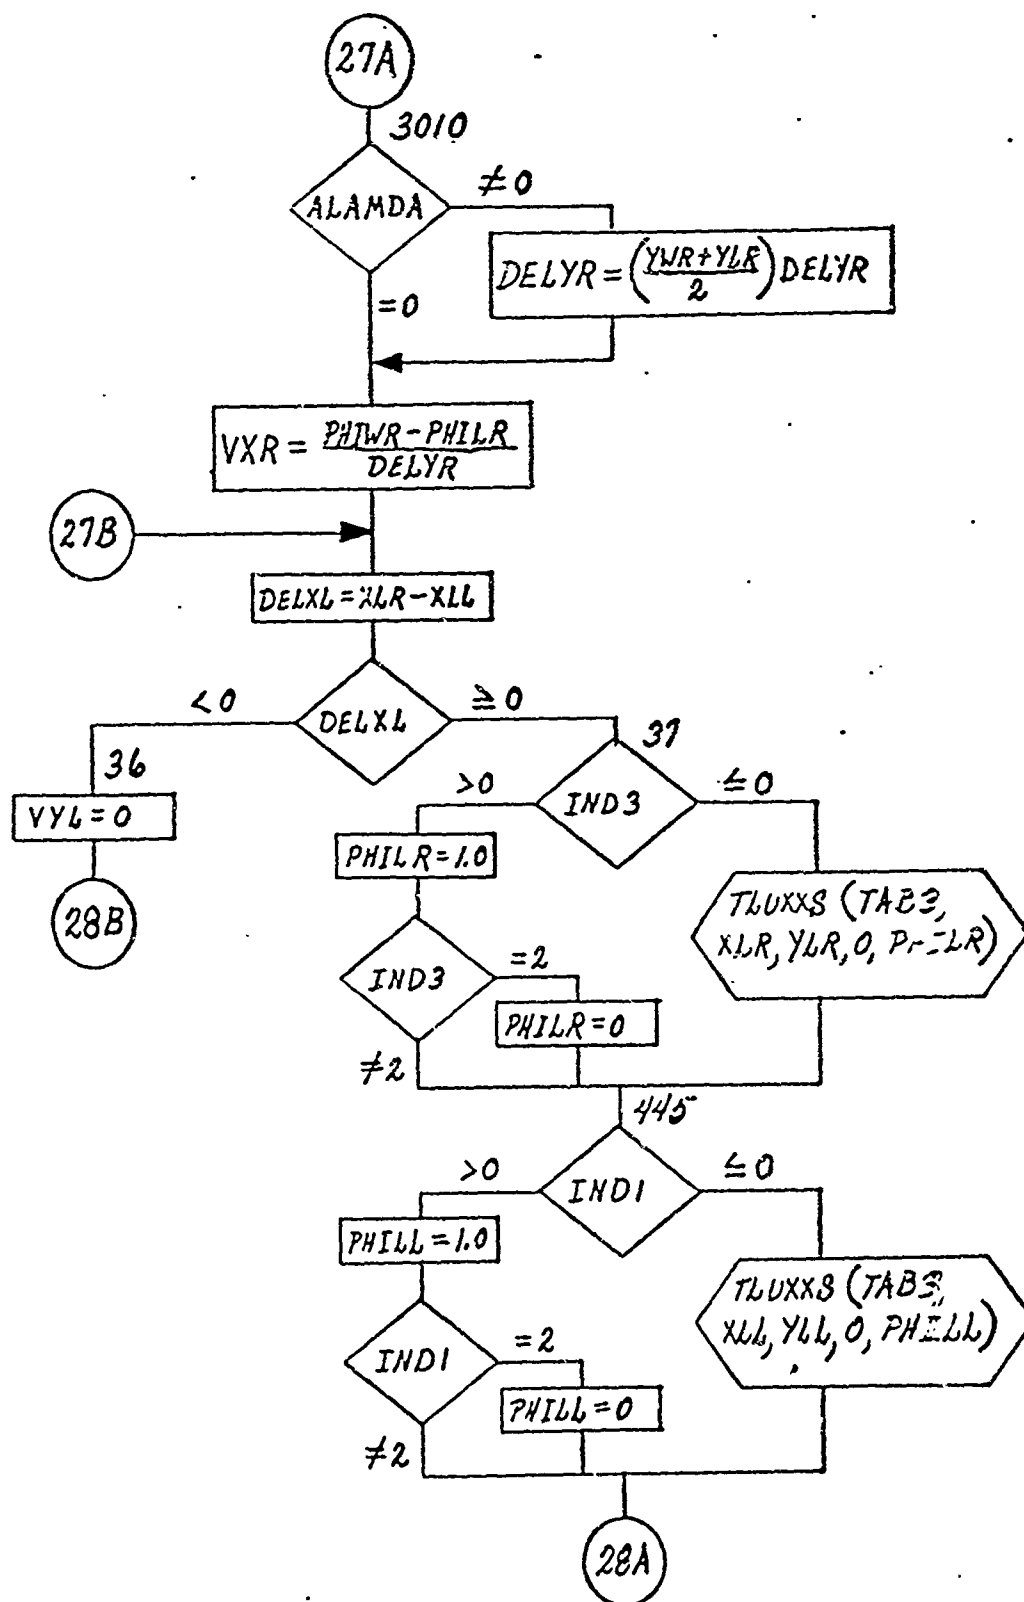 27A
3010
≠0
ALAMDA
DELYR = (YWR+YLR / 2) DELYR
=0
VXR = PHIWR-PHILR / DELYR
27B
DELXL=XLR-XLL
<0
DELXL
≧0
36
37
VYL=0
>0
IND3
≦0
28B
PHILR=1.0
TLUXXS (TAB3,
XLR, YLR, 0, PHILR)
IND3
=2
PHILR=0
≠2
445
>0
IND1
≦0
PHILL=1.0
TLUXXS (TAB3,
XLL, YLL, 0, PHILL)
IND1
=2
PHILL=0
≠2
28A